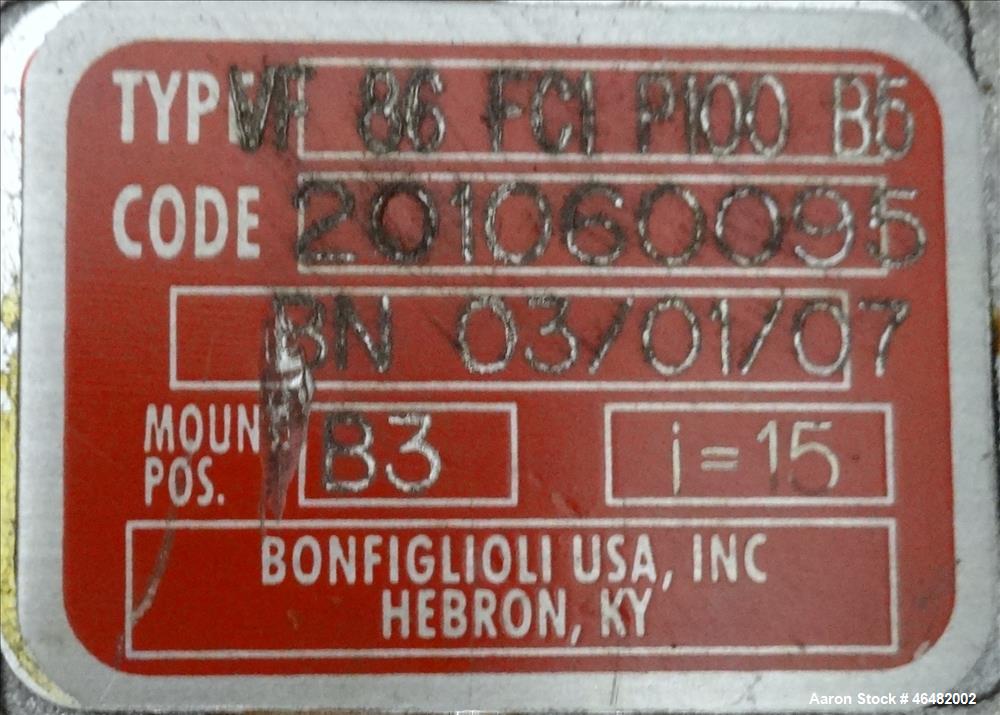 TYPE VF 86 FC1 P100 B5
CODE 201060095
BN 03/01/07
MOUNT POS. B3 i=15
BONFIGLIOLI USA, INC
HEBRON, KY
Aaron Stock # 46482002